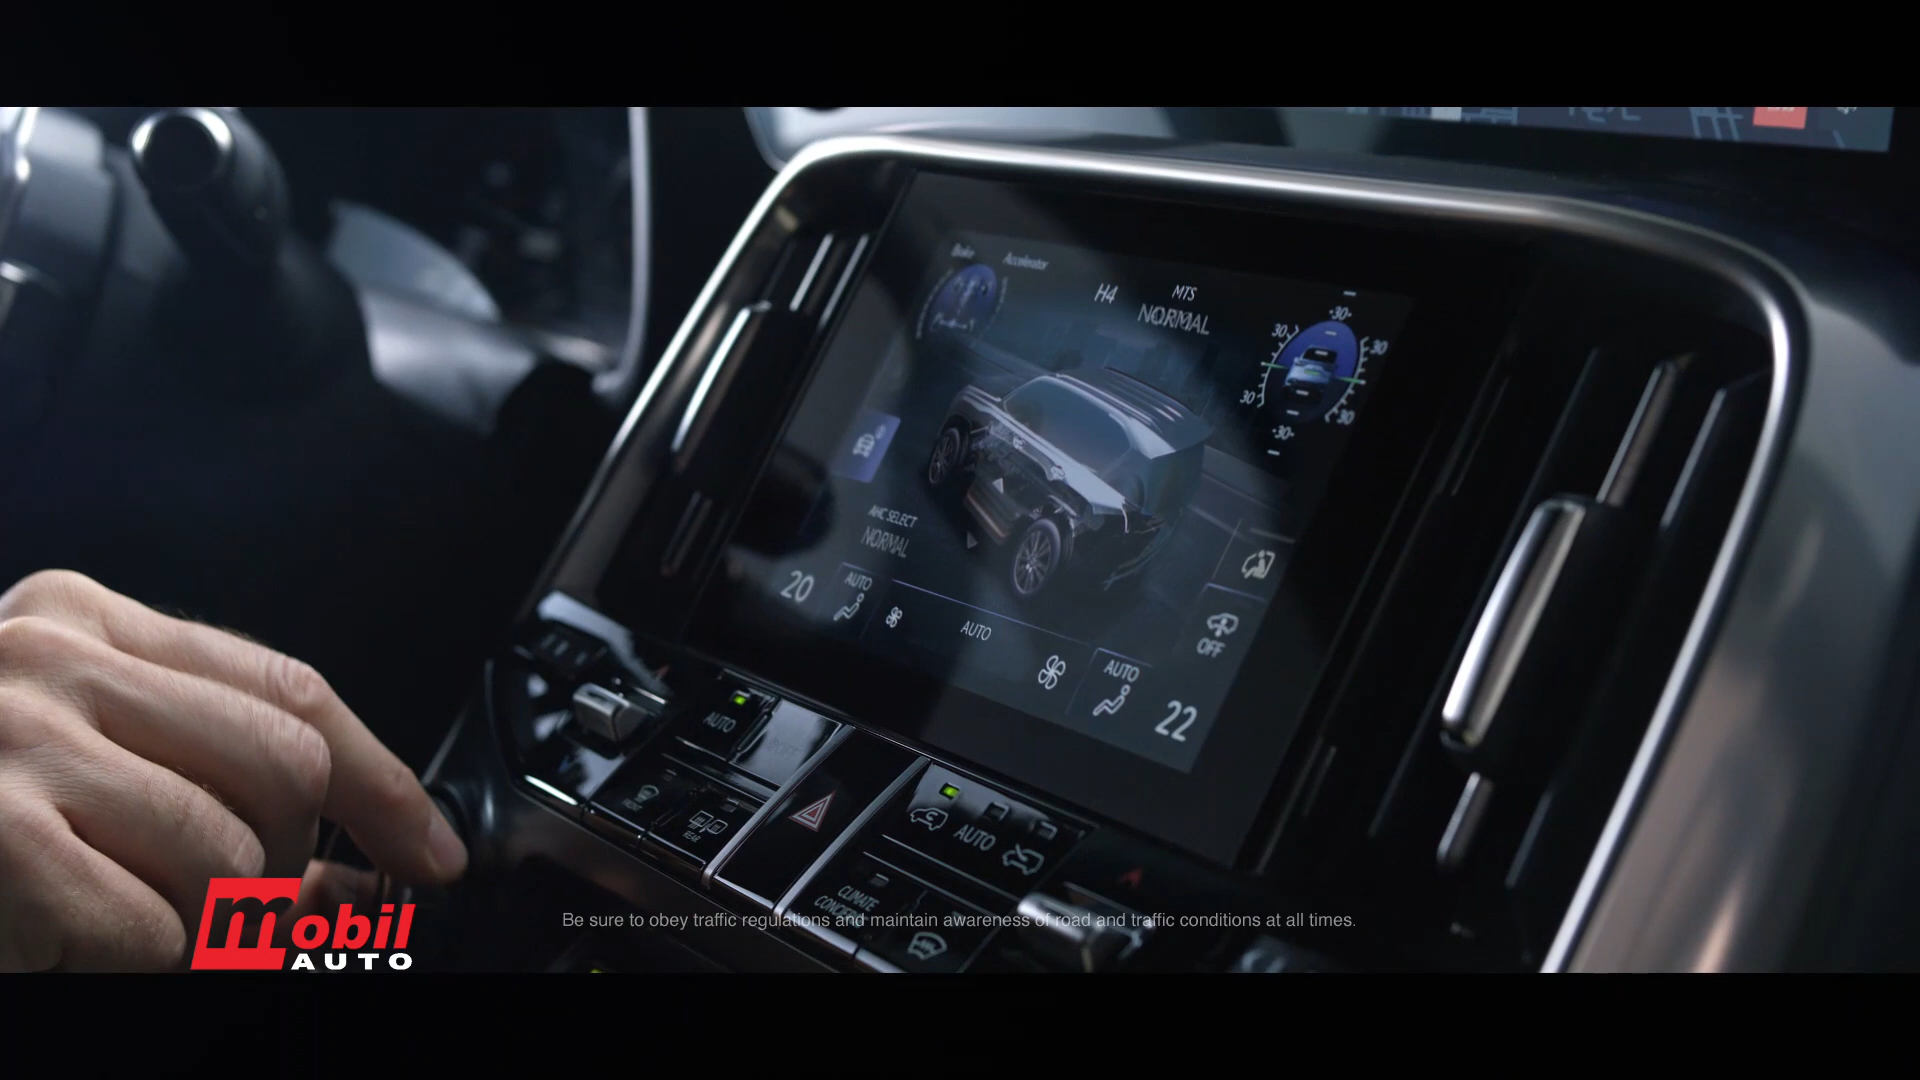 Brake Accelerator
H4
MTS
NORMAL
-30-
30
30
30
30
-30-
AHC SELECT
NORMAL
20
AUTO
AUTO
AUTO
22
OFF
AUTO
FRONT
REAR
AUTO
CLIMATE
Be sure to obey traffic regulations and maintain awareness of road and traffic conditions at all times.
mobil
AUTO